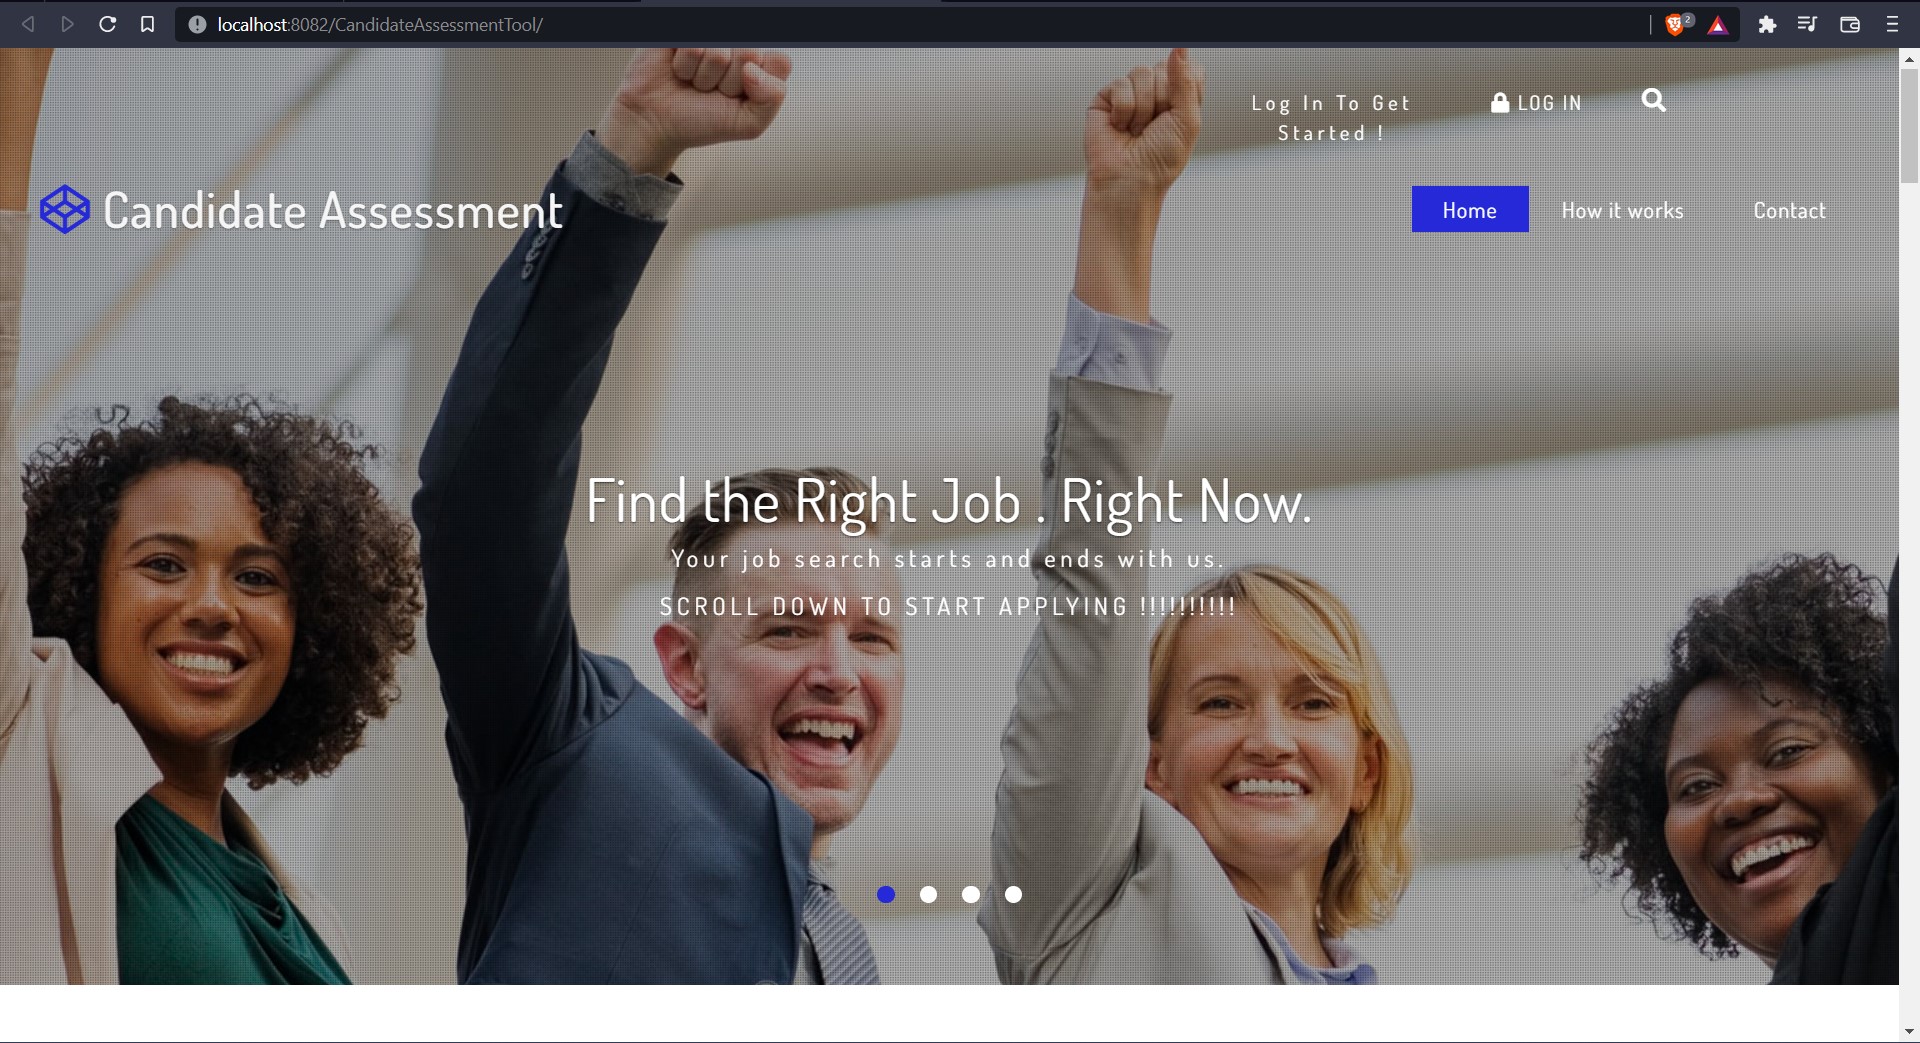 localhost:8082/CandidateAssessmentTool/
2
Log In To Get
Started !
LOG IN
Candidate Assessment
Home
How it works
Contact
Find the Right Job . Right Now.
Your job search starts and ends with us.
SCROLL DOWN TO START APPLYING !!!!!!!!!!